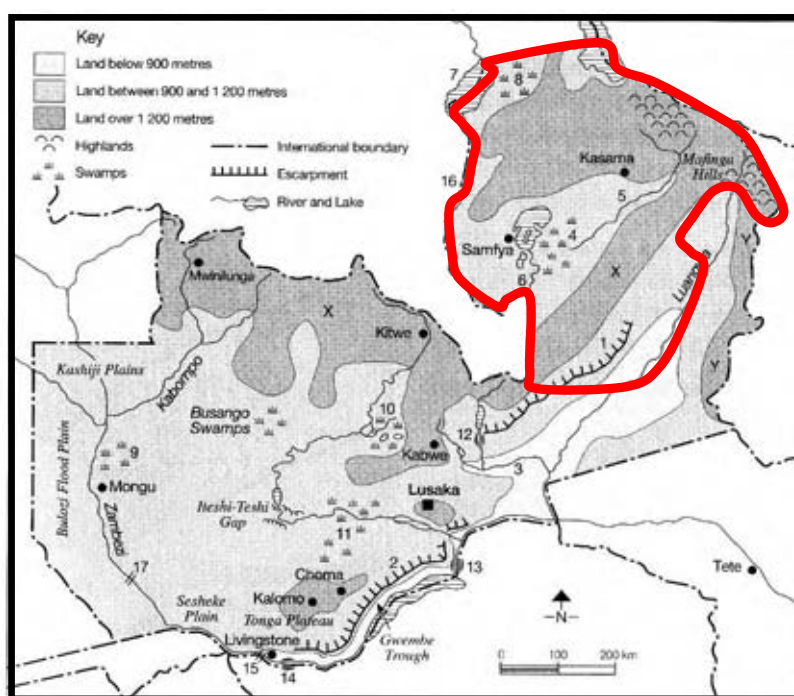 Key
Land below 900 metres
Land between 900 and 1 200 metres
Land over 1 200 metres
Highlands
Swamps
International boundary
Escarpment
River and Lake
7
8
Kasama
Mafinga
Hills
16
5
Samfya
4
6
X
Luangwa
Y
Mwinilunga
X
Kitwe
1
Y
Kashiji Plains
Kabompo
Busango
Swamps
10
12
Kabwe
9
Mongu
3
Bulozi Flood Plain
Lusaka
Iteshi-Teshi
Gap
11
Zambezi
17
Choma
2
13
Tete
Kalomo
Tonga Plateau
Sesheke
Plain
Livingstone
Gwembe
Trough
15
14
N
0 100 200 km